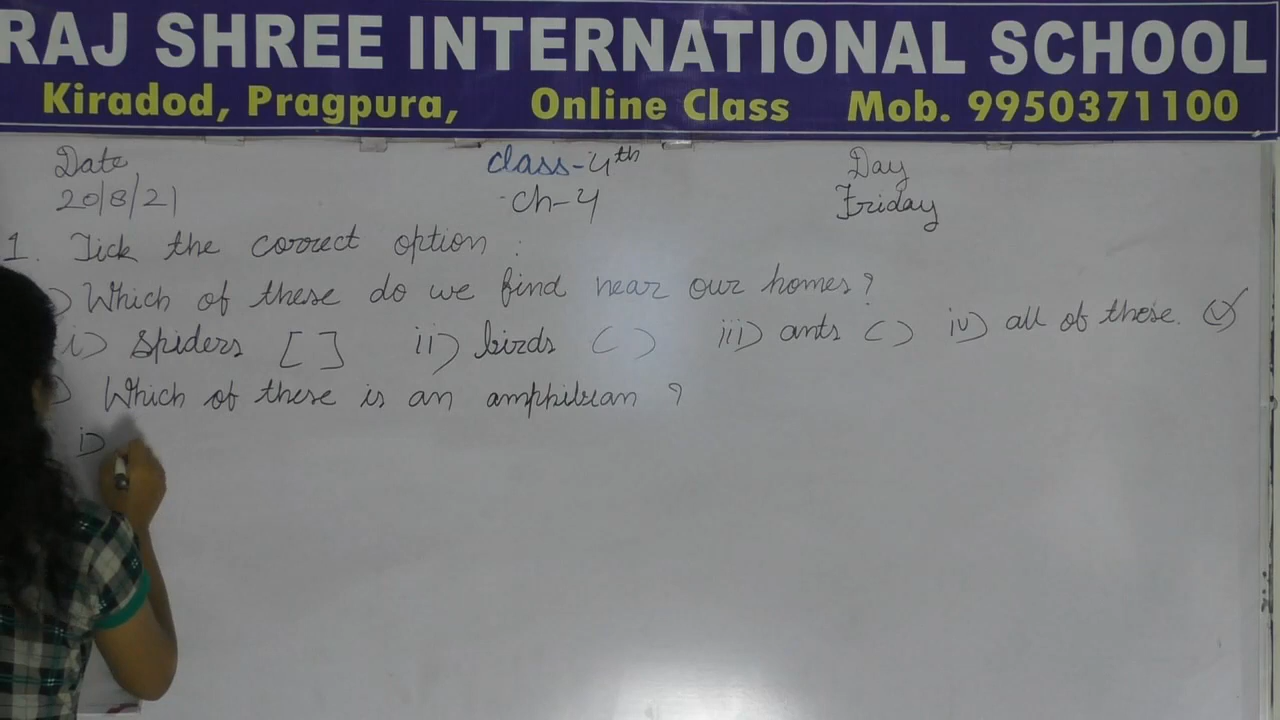 RAJ SHREE INTERNATIONAL SCHOOL
Kiradod, Pragpura, Online Class Mob. 9950371100
Date class-4th Day
20/8/21 Ch-4 Friday
1. Tick the correct option :
) Which of these do we find near our homes?
i) Spiders [ ] ii) birds ( ) iii) ants ( ) iv) all of these. (✓)
) Which of these is an amphibian ?
i)